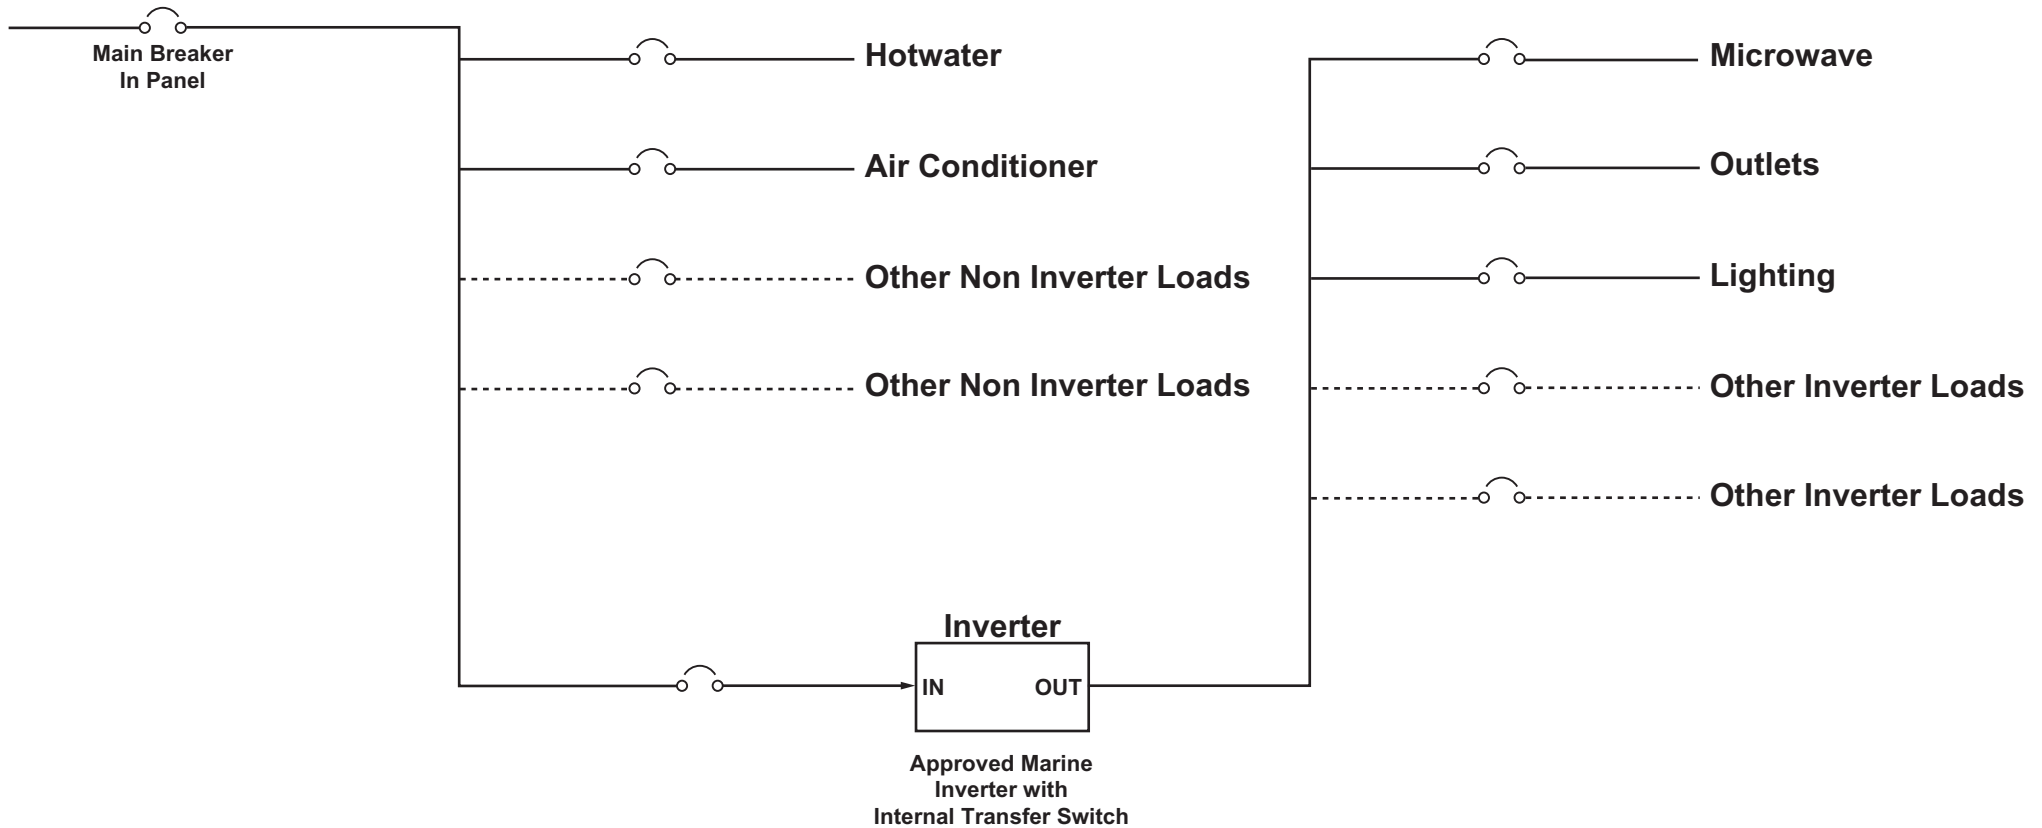 Main Breaker
In Panel
Hotwater
Air Conditioner
Other Non Inverter Loads
Other Non Inverter Loads
Microwave
Outlets
Lighting
Other Inverter Loads
Other Inverter Loads
Inverter
IN
OUT
Approved Marine
Inverter with
Internal Transfer Switch